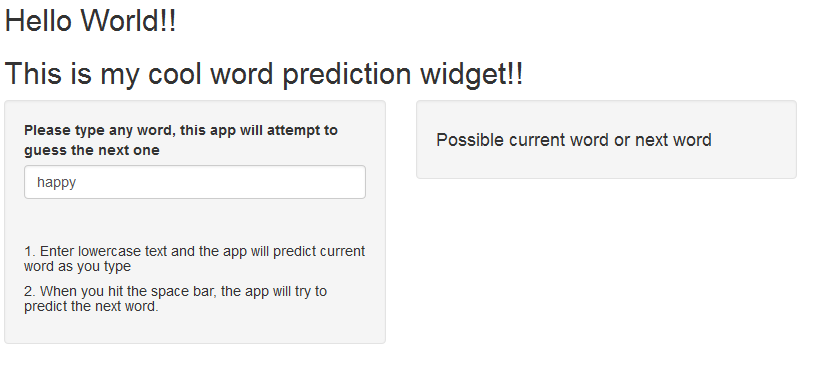 Hello World!!
This is my cool word prediction widget!!
Please type any word, this app will attempt to
guess the next one
happy
1. Enter lowercase text and the app will predict current
word as you type
2. When you hit the space bar, the app will try to
predict the next word.
Possible current word or next word